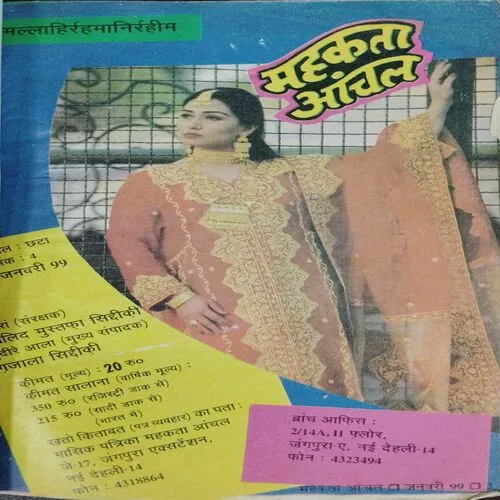 मल्लाहिर्रहमानिर्रहीम
महकता
आंचल
छटा
4
जनवरी 99
(संरक्षक)
मुस्तफ़ा सिद्दीकी
आला (मुख्य संपादक)
सिद्दीकी
कीमत (मूल्य) : 20 रु०
कीमत सालाना (वार्षिक मूल्य) :
350 रु० (रजिस्ट्री डाक से)
215 रु० (सादी डाक से)
(भारत में)
खतो किताबत (पत्र व्यवहार) का पता :
मासिक पत्रिका महकता आंचल
जे-17, जंगपुरा एक्सटेंशन,
नई देहली-14
फोन : 4318864
ब्रांच आफिस :
2/14A, II फ़्लोर,
जंगपुरा-ए, नई देहली-14
फोन : 4323494
महकता आंचल □ जनवरी 99 □